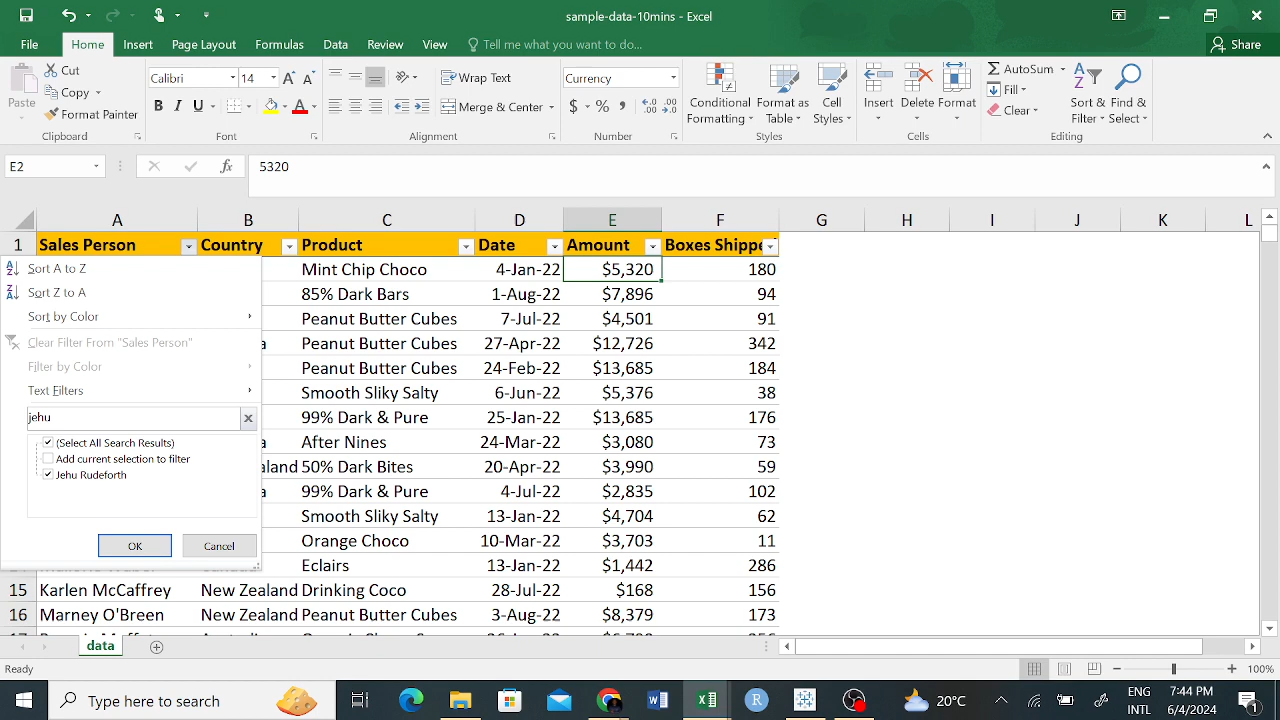 sample-data-10mins - Excel
File Home Insert Page Layout Formulas Data Review View Tell me what you want to do... Share
Paste Cut Copy Format Painter Clipboard
Calibri 14 A A B I U A Font
Wrap Text Merge & Center Alignment
Currency $ % , Number
Conditional Formatting Format as Table Cell Styles Styles
Insert Delete Format Cells
AutoSum Fill Clear Sort & Filter Find & Select Editing
E2 fx 5320
A B C D E F G H I J K L
1 Sales Person Country Product Date Amount Boxes Shippe
Mint Chip Choco 4-Jan-22 $5,320 180
85% Dark Bars 1-Aug-22 $7,896 94
Peanut Butter Cubes 7-Jul-22 $4,501 91
a Peanut Butter Cubes 27-Apr-22 $12,726 342
Peanut Butter Cubes 24-Feb-22 $13,685 184
Smooth Sliky Salty 6-Jun-22 $5,376 38
99% Dark & Pure 25-Jan-22 $13,685 176
a After Nines 24-Mar-22 $3,080 73
aland 50% Dark Bites 20-Apr-22 $3,990 59
a 99% Dark & Pure 4-Jul-22 $2,835 102
Smooth Sliky Salty 13-Jan-22 $4,704 62
Orange Choco 10-Mar-22 $3,703 11
Eclairs 13-Jan-22 $1,442 286
15 Karlen McCaffrey New Zealand Drinking Coco 28-Jul-22 $168 156
16 Marney O'Breen New Zealand Peanut Butter Cubes 3-Aug-22 $8,379 173
Sort A to Z
Sort Z to A
Sort by Color
Clear Filter From "Sales Person"
Filter by Color
Text Filters
jehu
(Select All Search Results)
Add current selection to filter
Jehu Rudeforth
OK Cancel
data
Ready 100%
Type here to search 20°C ENG INTL 7:44 PM 6/4/2024 1